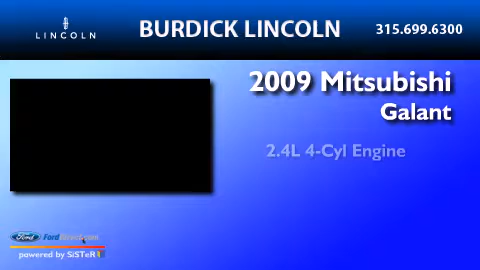 LINCOLN
BURDICK LINCOLN
315.699.6300
2009 Mitsubishi
Galant
2.4L 4-Cyl Engine
Ford
powered by SiSTeR